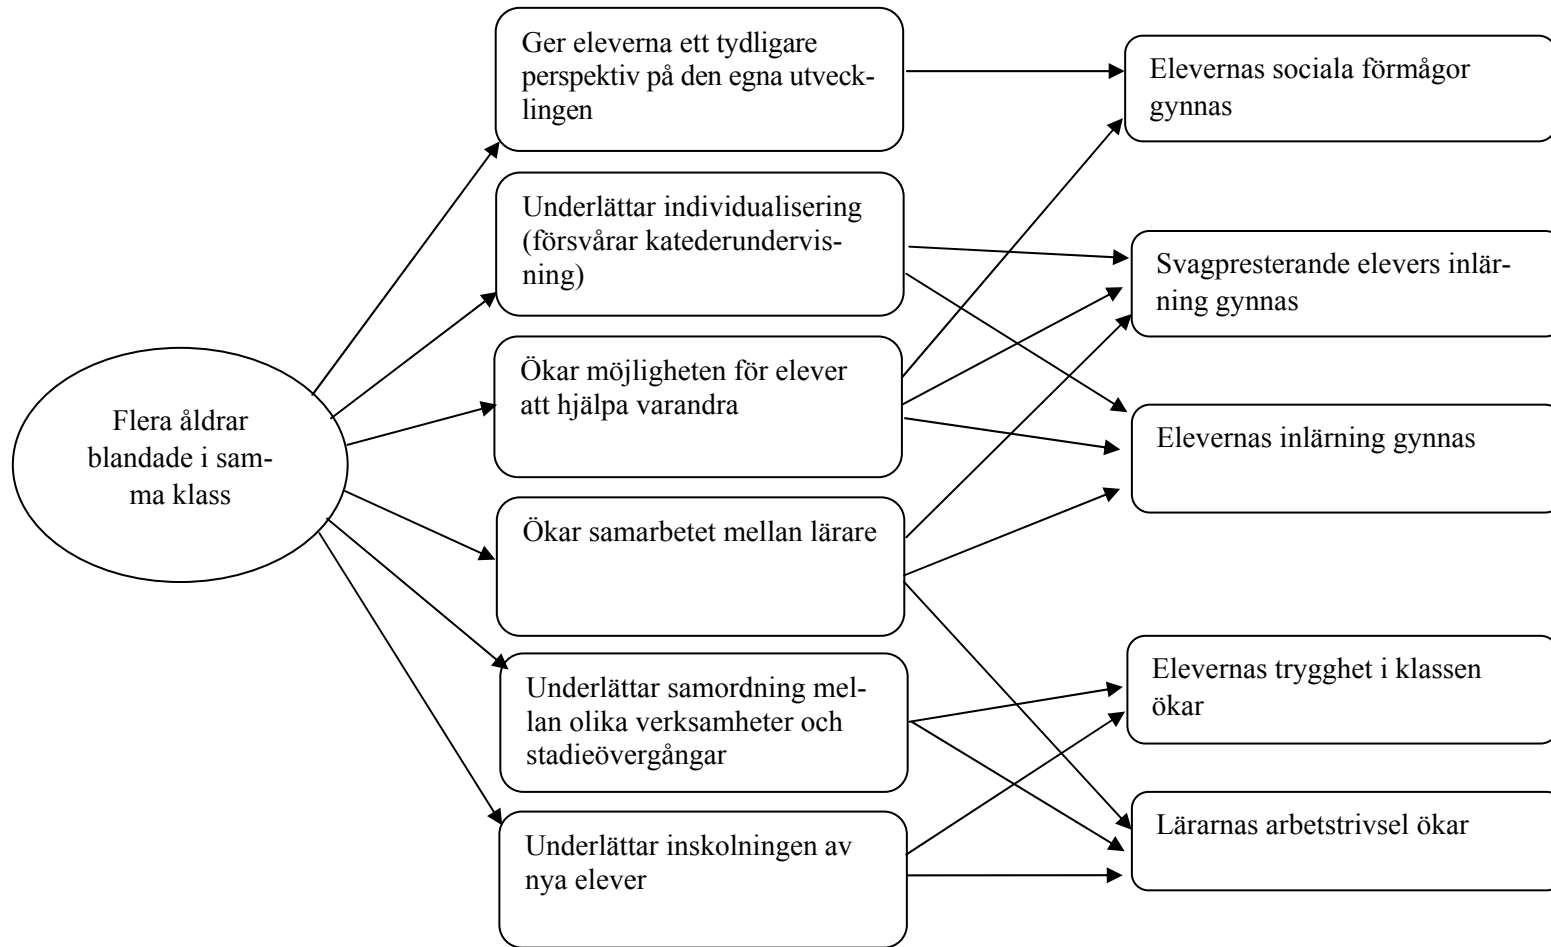 Ger eleverna ett tydligare
perspektiv på den egna utveck-
lingen
Elevernas sociala förmågor
gynnas
Underlättar individualisering
(försvårar katederundervis-
ning)
Svagpresterande elevers inlär-
ning gynnas
Ökar möjligheten för elever
att hjälpa varandra
Flera åldrar
blandade i sam-
ma klass
Elevernas inlärning gynnas
Ökar samarbetet mellan lärare
Underlättar samordning mel-
lan olika verksamheter och
stadieövergångar
Elevernas trygghet i klassen
ökar
Underlättar inskolningen av
nya elever
Lärarnas arbetstrivsel ökar